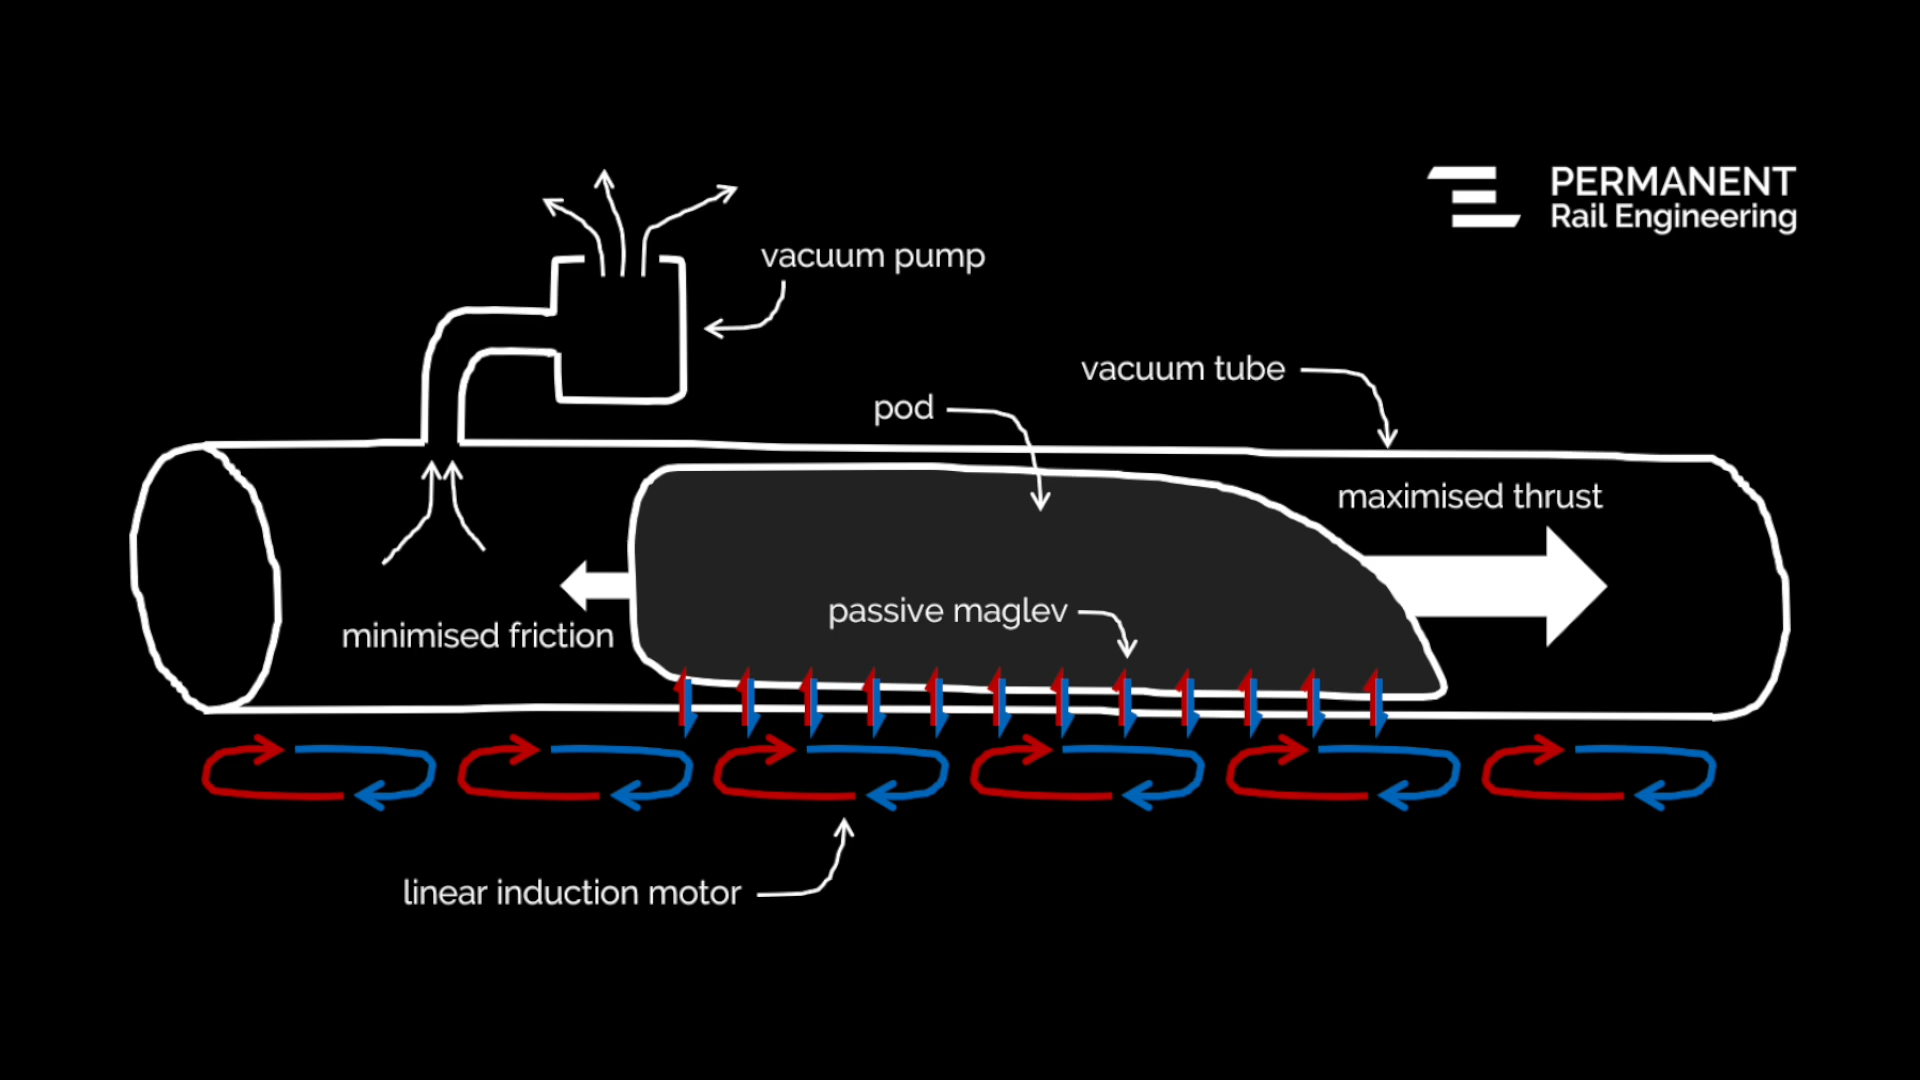 PERMANENT
Rail Engineering
vacuum pump
vacuum tube
pod
maximised thrust
passive maglev
minimised friction
linear induction motor